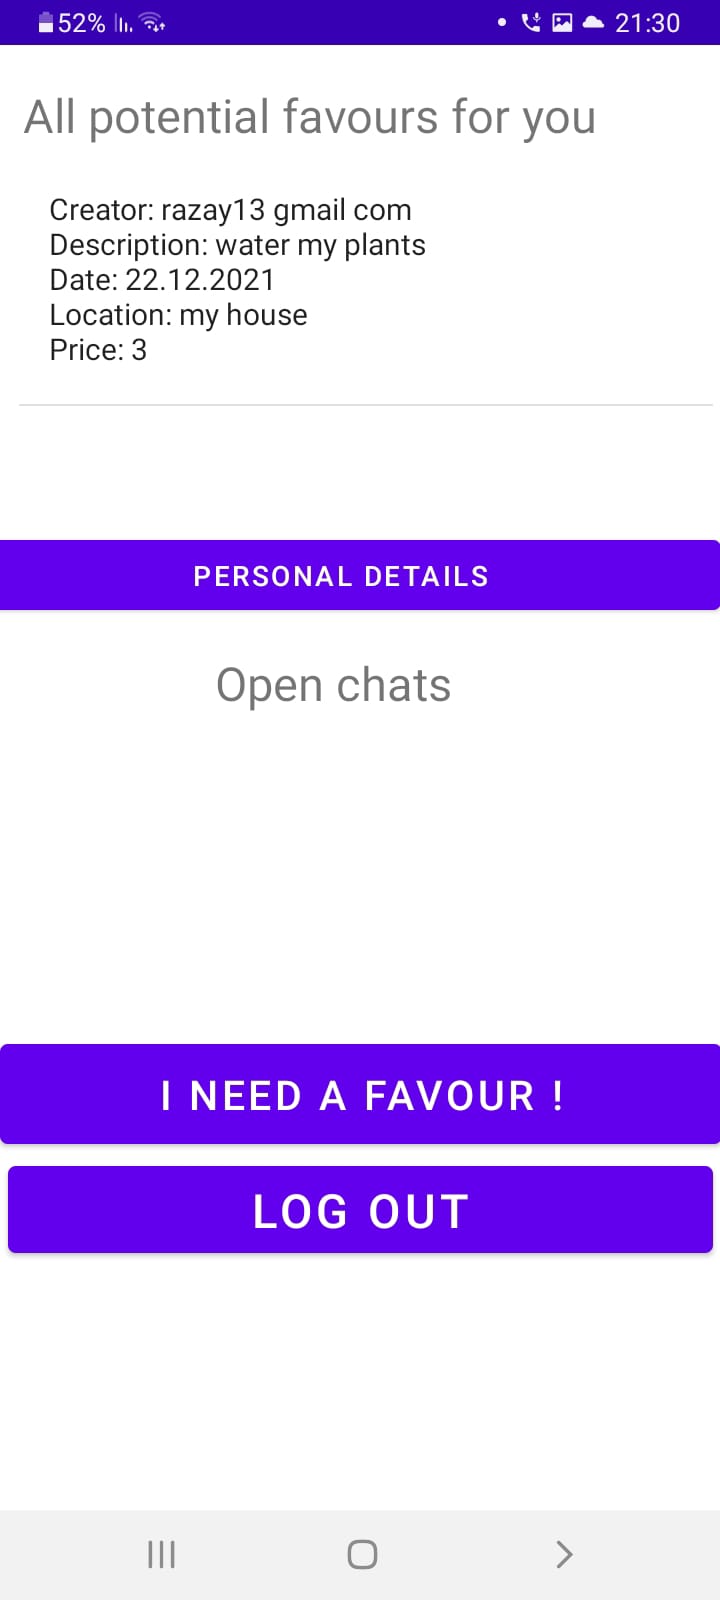 52%
21:30
All potential favours for you
Creator: razay13 gmail com
Description: water my plants
Date: 22.12.2021
Location: my house
Price: 3
PERSONAL DETAILS
Open chats
I NEED A FAVOUR !
LOG OUT